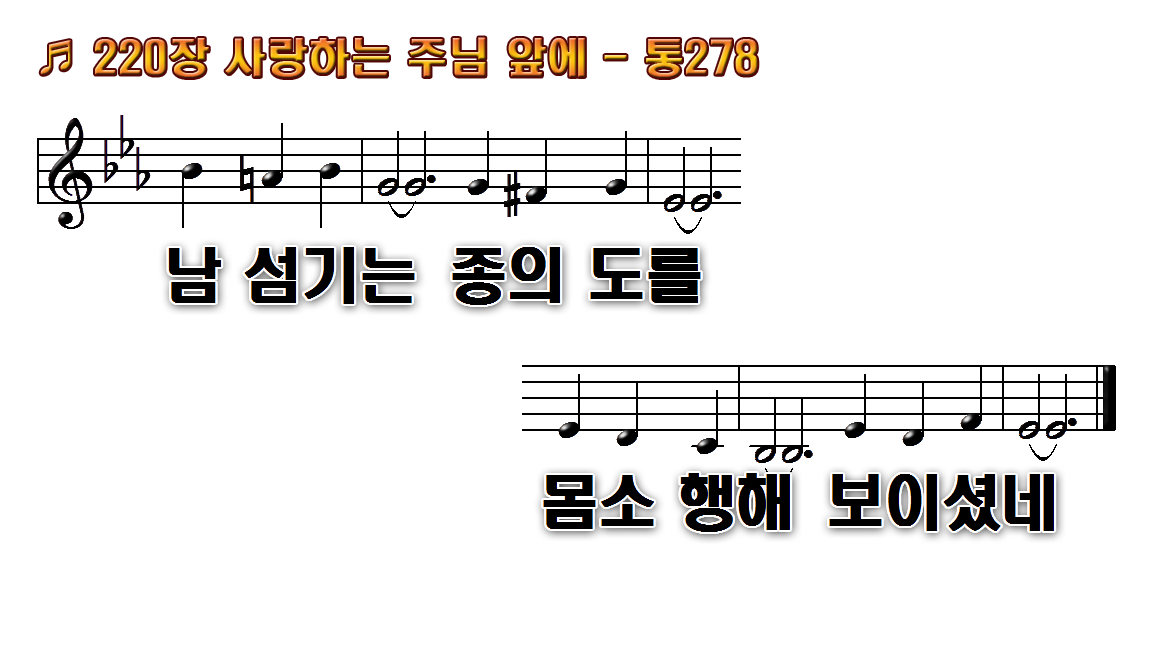 220장 사랑하는 주님 앞에 - 통278
남 섬기는 종의 도를
몸소 행해 보이셨네